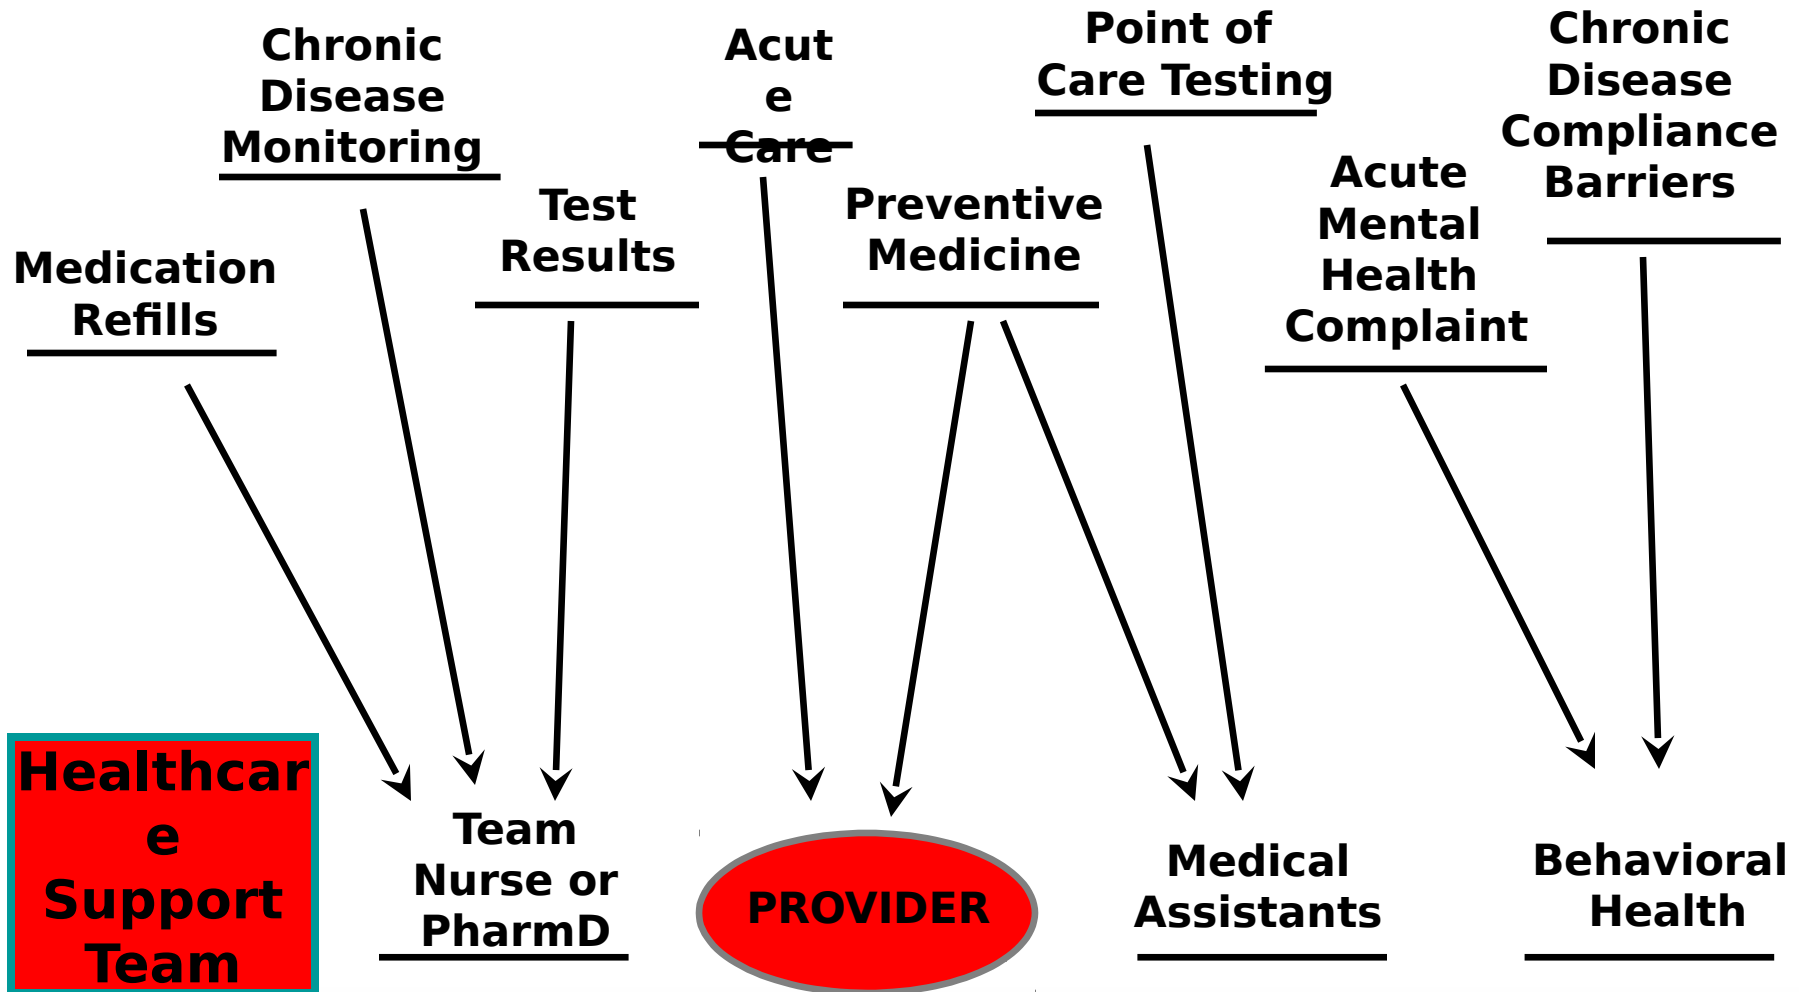 Chronic
Disease
Monitoring
Acut
e
Care
Point of
Care Testing
Chronic
Disease
Compliance
Barriers
Acute
Mental
Health
Complaint
Test
Results
Preventive
Medicine
Medication
Refills
Healthcar
e
Support
Team
Team
Nurse or
PharmD
PROVIDER
Medical
Assistants
Behavioral
Health